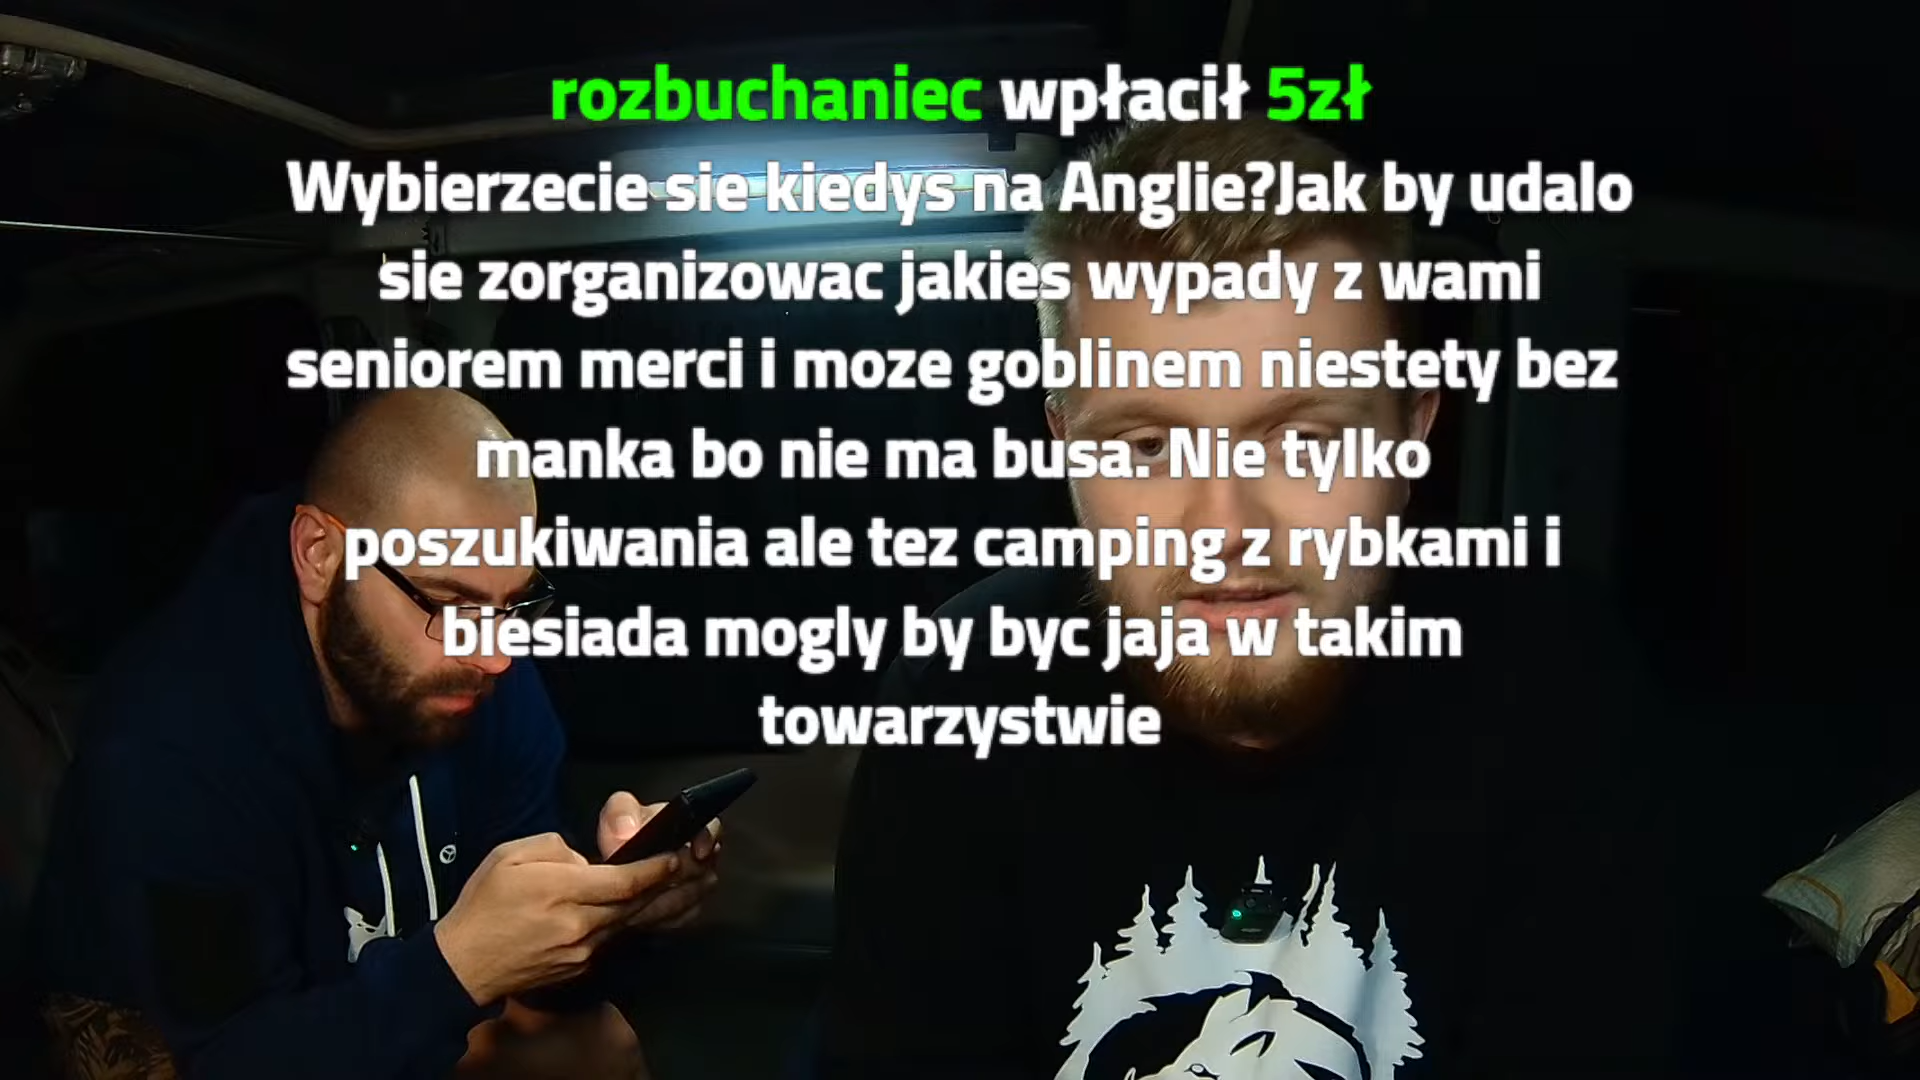 rozbuchaniec wpłacił 5zł
Wybierzecie sie kiedys na Anglie?Jak by udalo
sie zorganizowac jakies wypady z wami
seniorem merci i moze goblinem niestety bez
manka bo nie ma busa. Nie tylko
poszukiwania ale tez camping z rybkami i
biesiada mogly by byc jaja w takim
towarzystwie